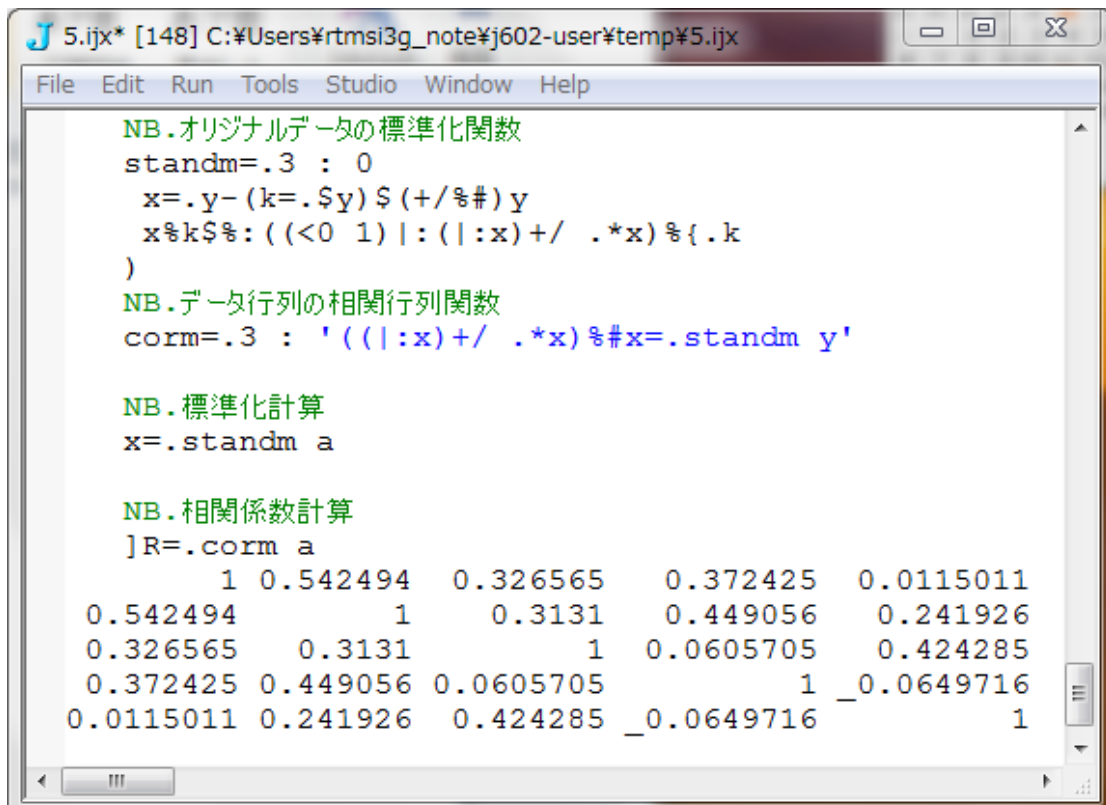 5.ijx* [148] C:¥Users¥rtmsi3g_note¥j602-user¥temp¥5.ijx
File Edit Run Tools Studio Window Help
NB.オリジナルデータの標準化関数
standm=.3 : 0
x=.y-(k=.$y)$(+/%#)y
x%k$%:((<0 1)|:(|:x)+/ .*x)%{.k
)
NB.データ行列の相関行列関数
corm=.3 : '((|:x)+/ .*x)%#x=.standm y'
NB.標準化計算
x=.standm a
NB.相関係数計算
]R=.corm a
1 0.542494 0.326565 0.372425 0.0115011
0.542494 1 0.3131 0.449056 0.241926
0.326565 0.3131 1 0.0605705 0.424285
0.372425 0.449056 0.0605705 1 _0.0649716
0.0115011 0.241926 0.424285 _0.0649716 1